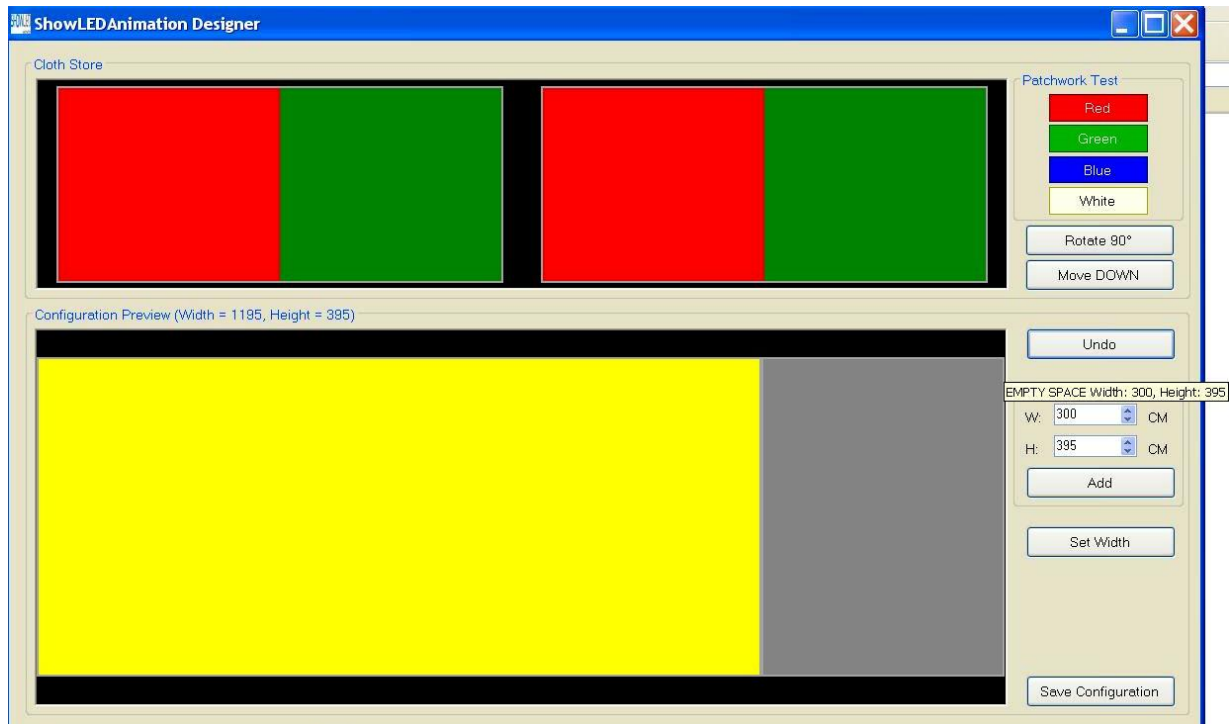 ShowLEDAnimation Designer
Cloth Store
Patchwork Test
Red
Green
Blue
White
Rotate 90°
Move DOWN
Configuration Preview (Width = 1195, Height = 395)
Undo
EMPTY SPACE Width: 300, Height: 395
W: 300 CM
H: 395 CM
Add
Set Width
Save Configuration